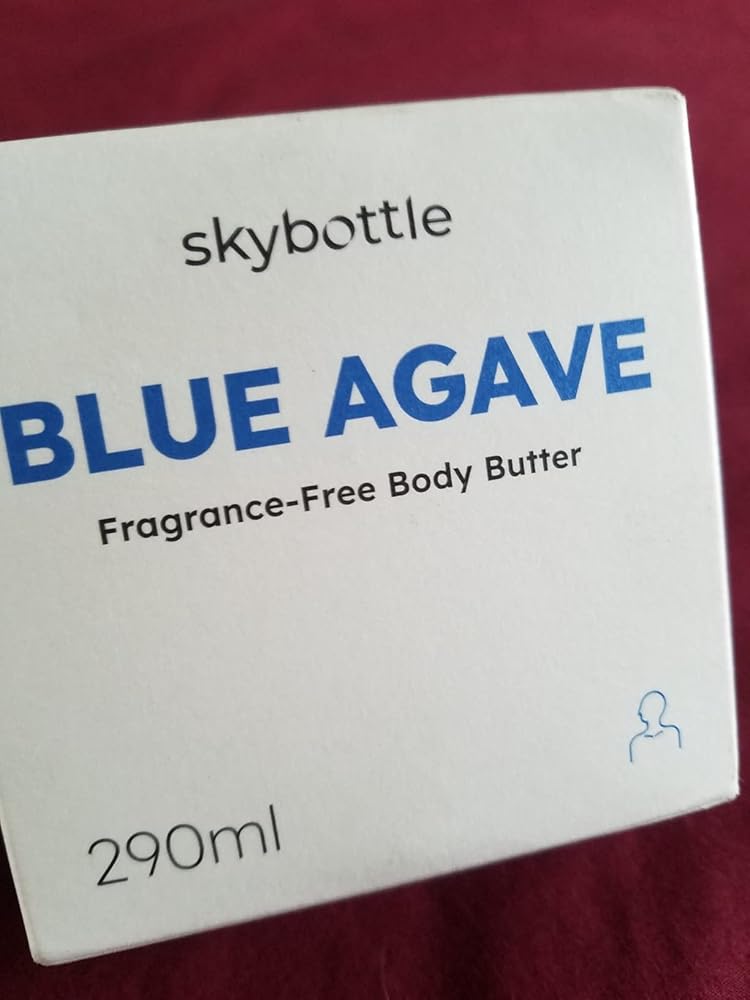 skybottle
BLUE AGAVE
Fragrance-Free Body Butter
290ml